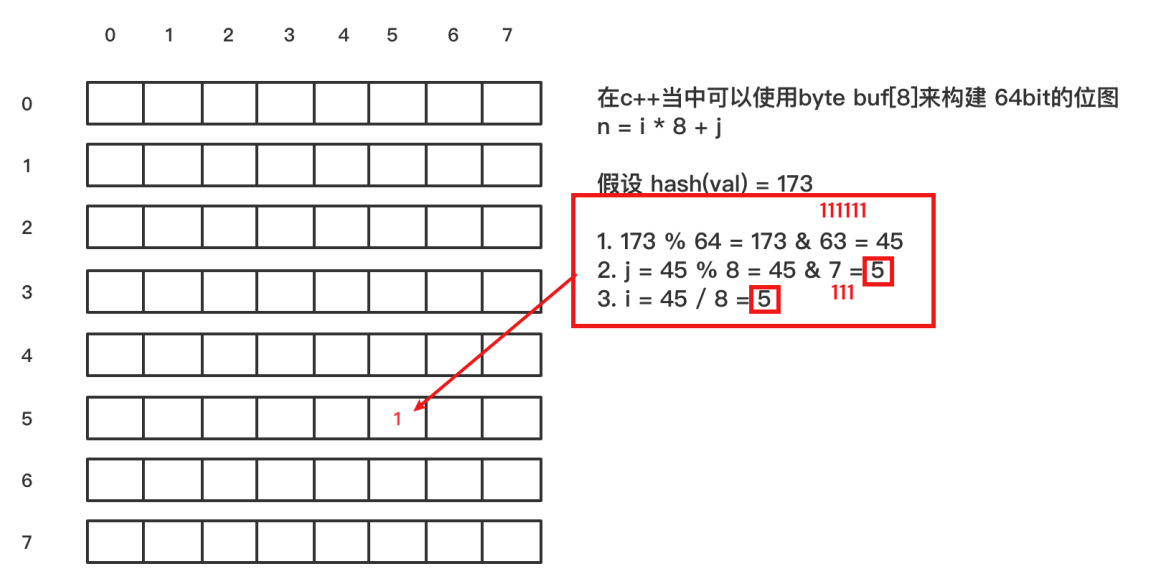 0 1 2 3 4 5 6 7
0
1
2
3
4
5
1
6
7
在c++当中可以使用byte buf[8]来构建 64bit的位图
n = i * 8 + j
假设 hash(val) = 173
111111
1. 173 % 64 = 173 & 63 = 45
2. j = 45 % 8 = 45 & 7 = 5
111
3. i = 45 / 8 = 5